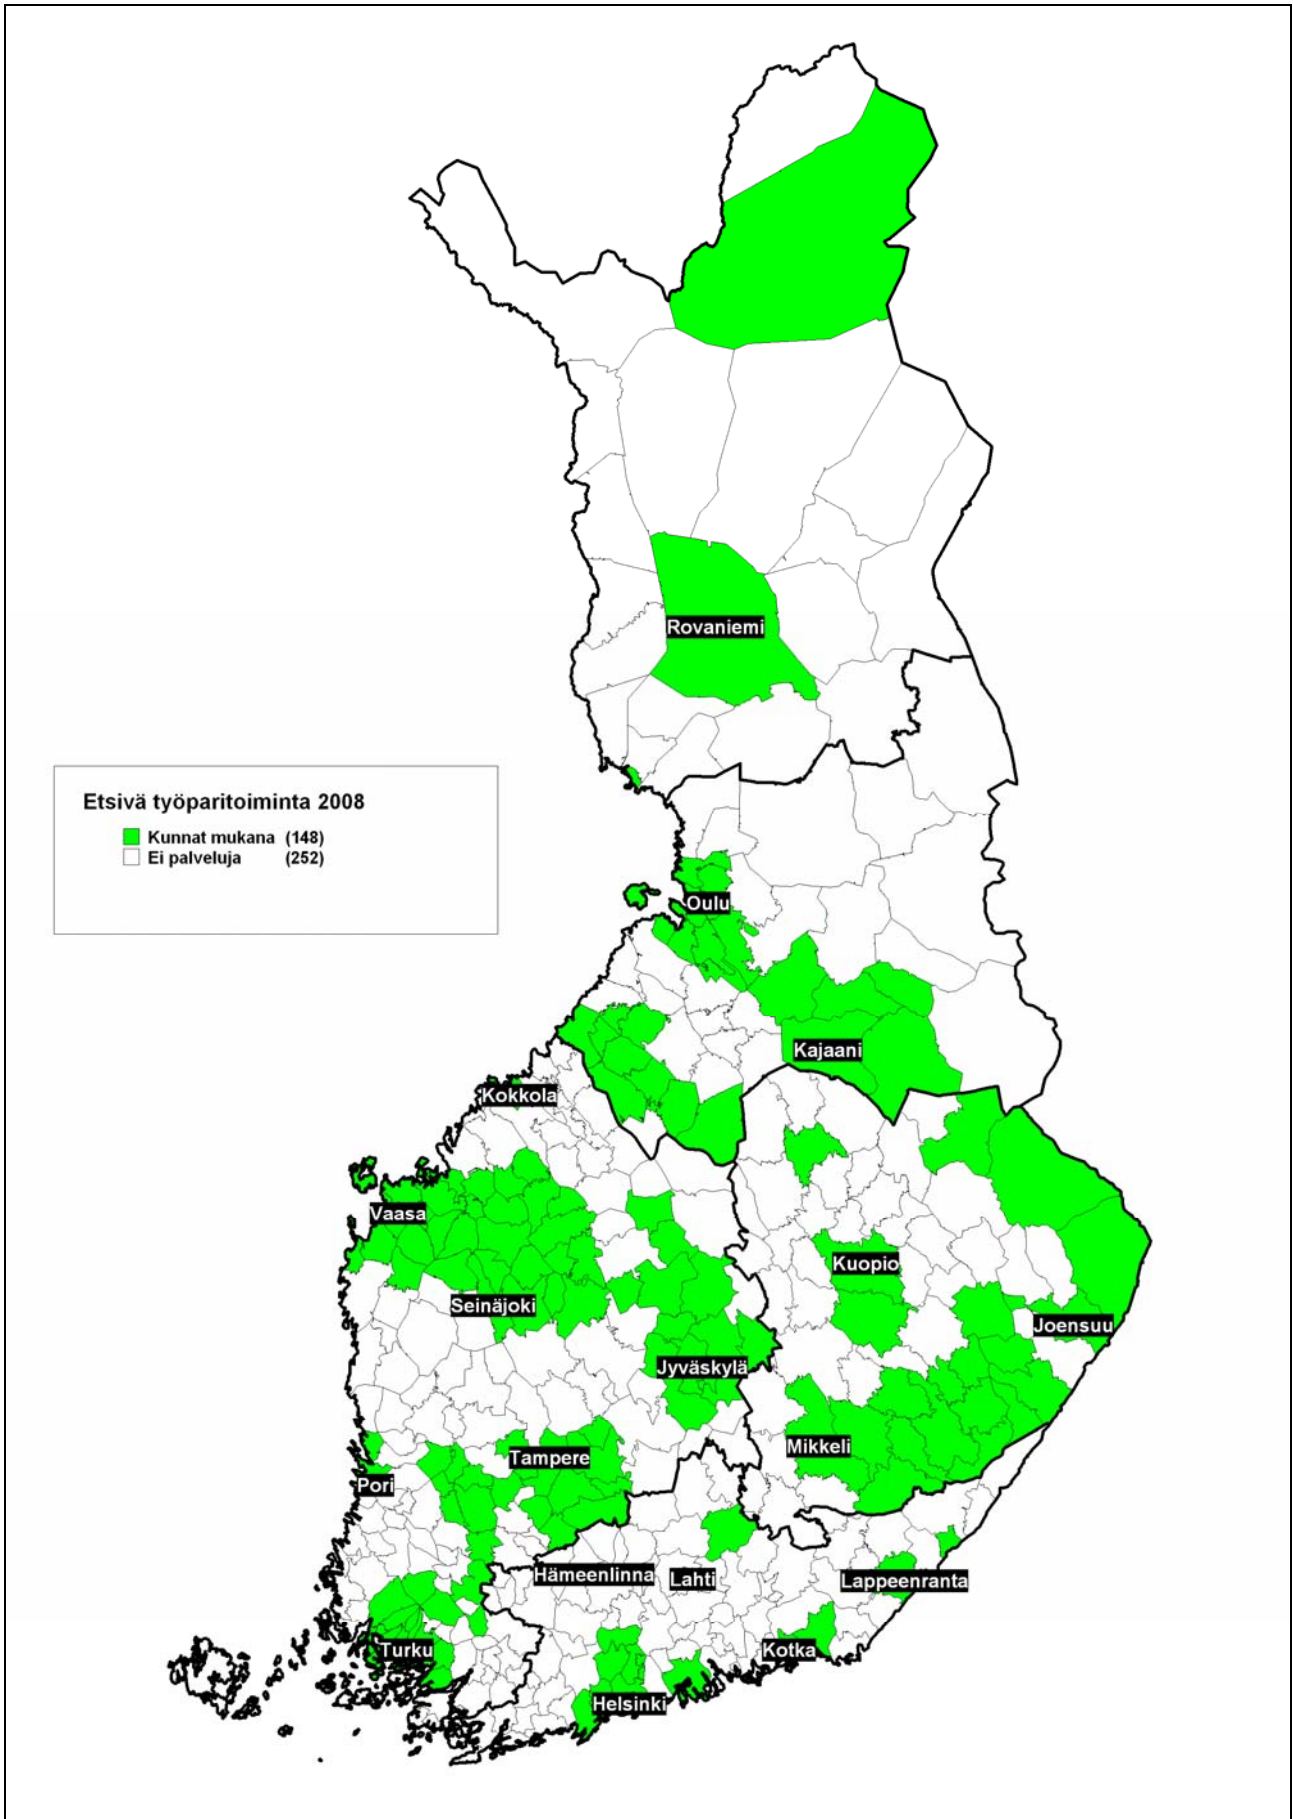 Rovaniemi
Etsivä työparitoiminta 2008
Kunnat mukana (148)
Ei palveluja (252)
Oulu
Kajaani
Kokkola
Vaasa
Kuopio
Seinäjoki
Joensuu
Jyväskylä
Mikkeli
Tampere
Pori
Hämeenlinna
Lahti
Lappeenranta
Turku
Kotka
Helsinki